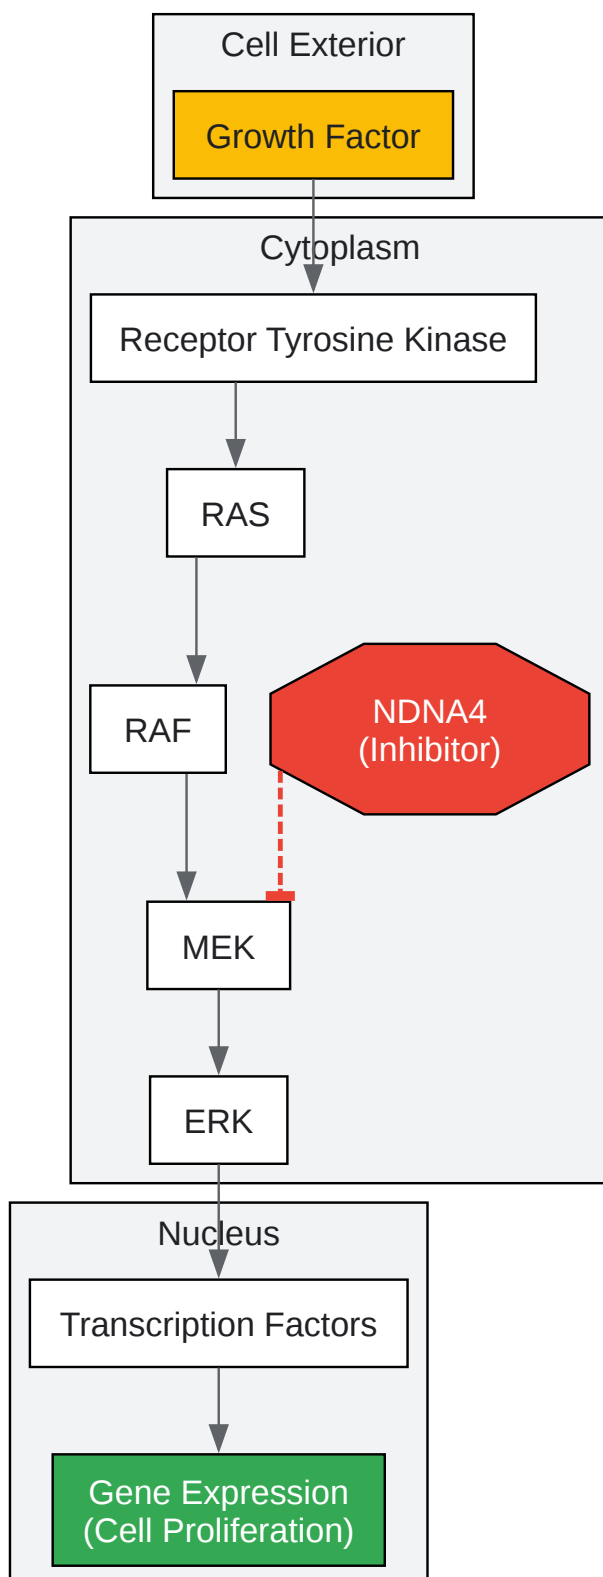 Cell Exterior
Growth Factor
Cytoplasm
Receptor Tyrosine Kinase
RAS
RAF
NDNA4
(Inhibitor)
MEK
ERK
Nucleus
Transcription Factors
Gene Expression
(Cell Proliferation)